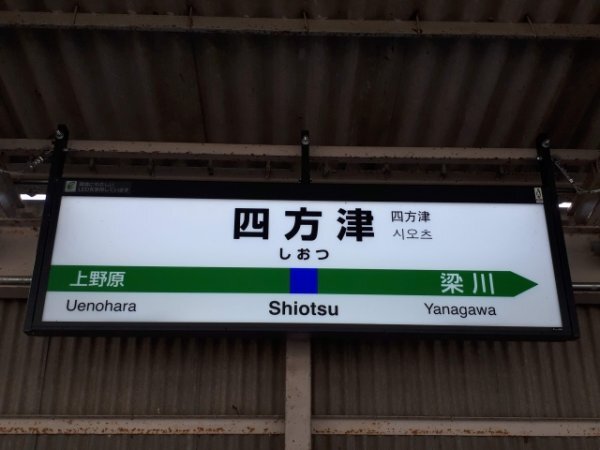 四方津
四方津
시오츠
しおつ
上野原
梁川
Uenohara
Shiotsu
Yanagawa